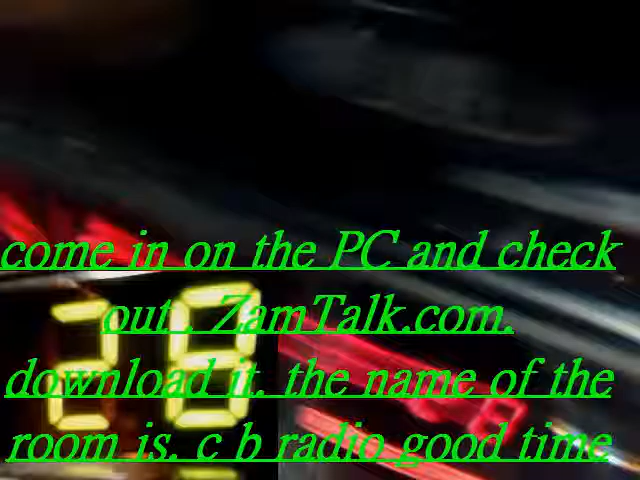 come in on the PC and check
out . ZamTalk.com.
download it. the name of the
room is. c b radio good time
28